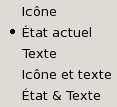 Icône
État actuel
Texte
Icône et texte
État & Texte